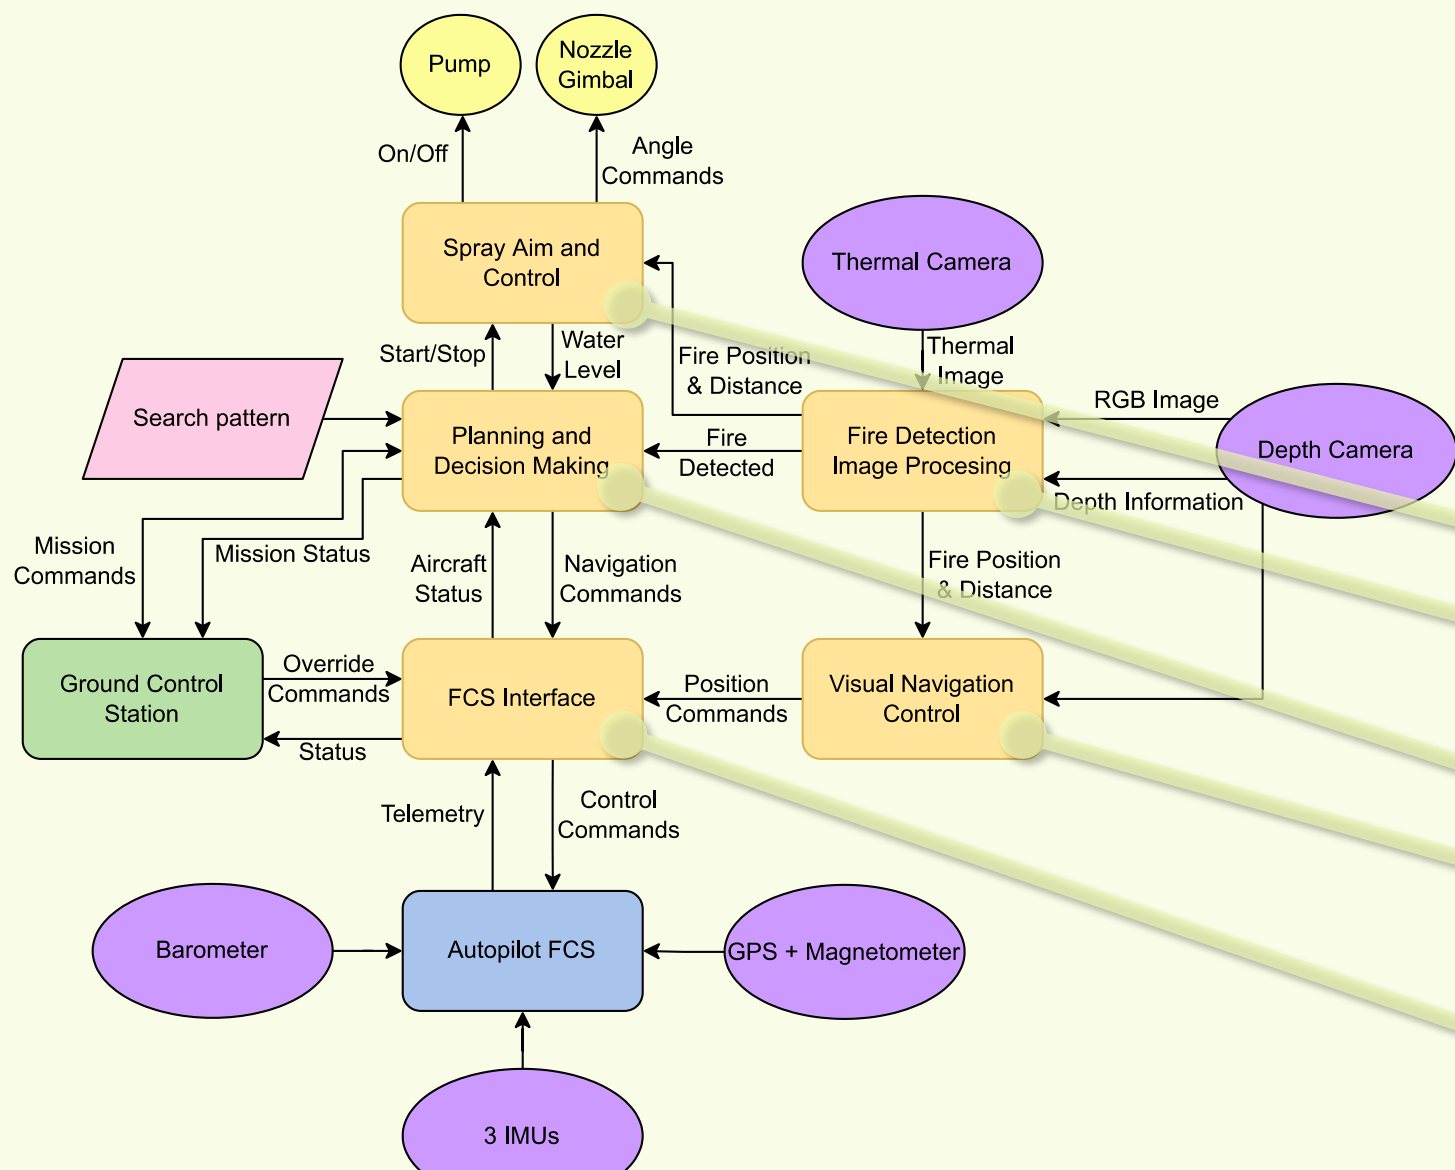 Pump
Nozzle
Gimbal
On/Off
Angle
Commands
Spray Aim and
Control
Thermal Camera
Start/Stop
Water
Level
Fire Position
& Distance
Thermal
Image
Search pattern
Planning and
Decision Making
Fire
Detected
Fire Detection
Image Procesing
RGB Image
Depth Camera
Depth Information
Mission
Commands
Mission Status
Aircraft
Status
Navigation
Commands
Fire Position
& Distance
Ground Control
Station
Override
Commands
Status
FCS Interface
Position
Commands
Visual Navigation
Control
Telemetry
Control
Commands
Barometer
Autopilot FCS
GPS + Magnetometer
3 IMUs